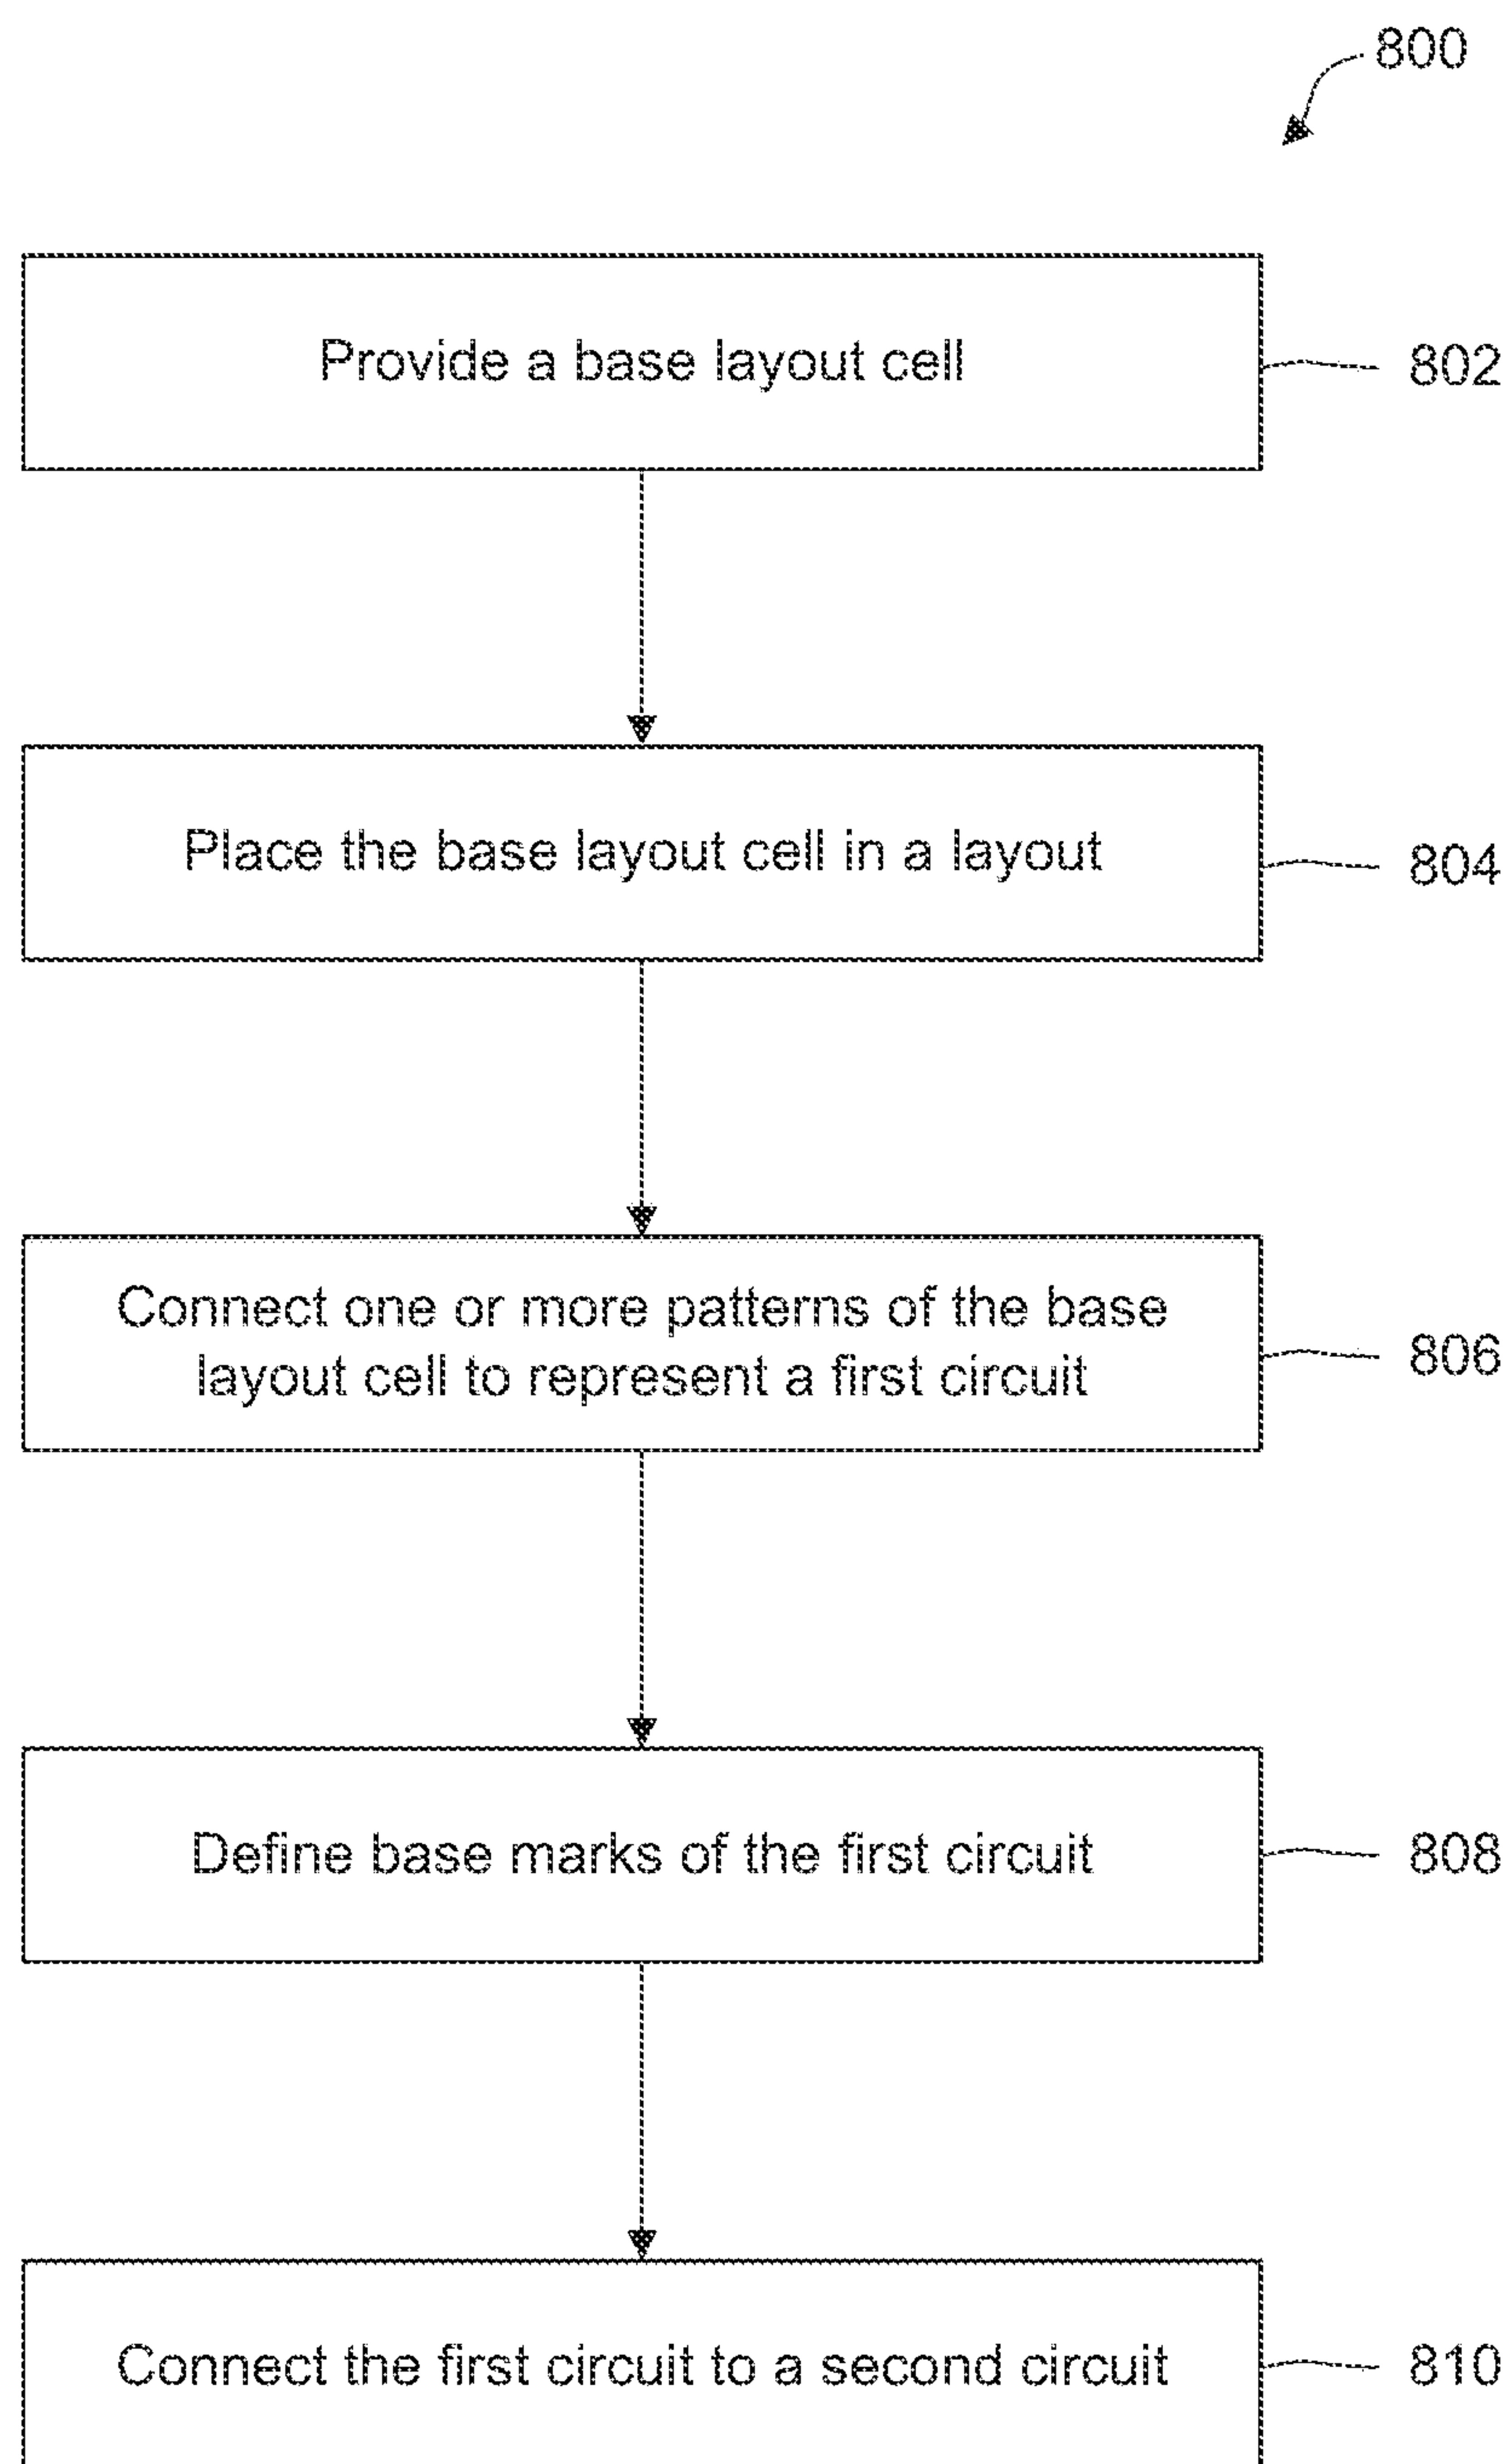 800
Provide a base layout cell
802
Place the base layout cell in a layout
804
Connect one or more patterns of the base
layout cell to represent a first circuit
806
Define base marks of the first circuit
808
Connect the first circuit to a second circuit
810